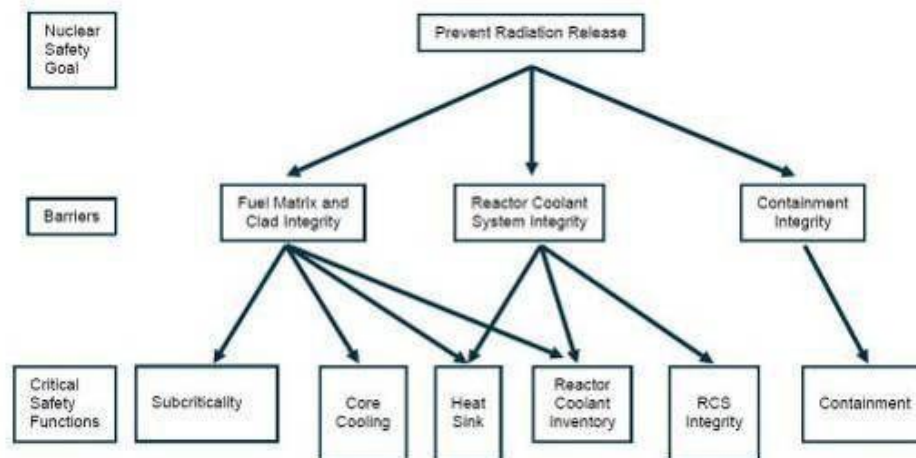 Nuclear
Safety
Goal
Prevent Radiation Release
Barriers
Fuel Matrix and
Clad Integrity
Reactor Coolant
System Integrity
Containment
Integrity
Critical
Safety
Functions
Subcriticality
Core
Cooling
Heat
Sink
Reactor
Coolant
Inventory
RCS
Integrity
Containment